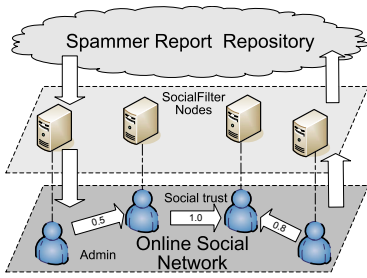 Spammer Report Repository
SocialFilter
Nodes
Social trust
0.5
1.0
0.8
Admin
Online Social
Network